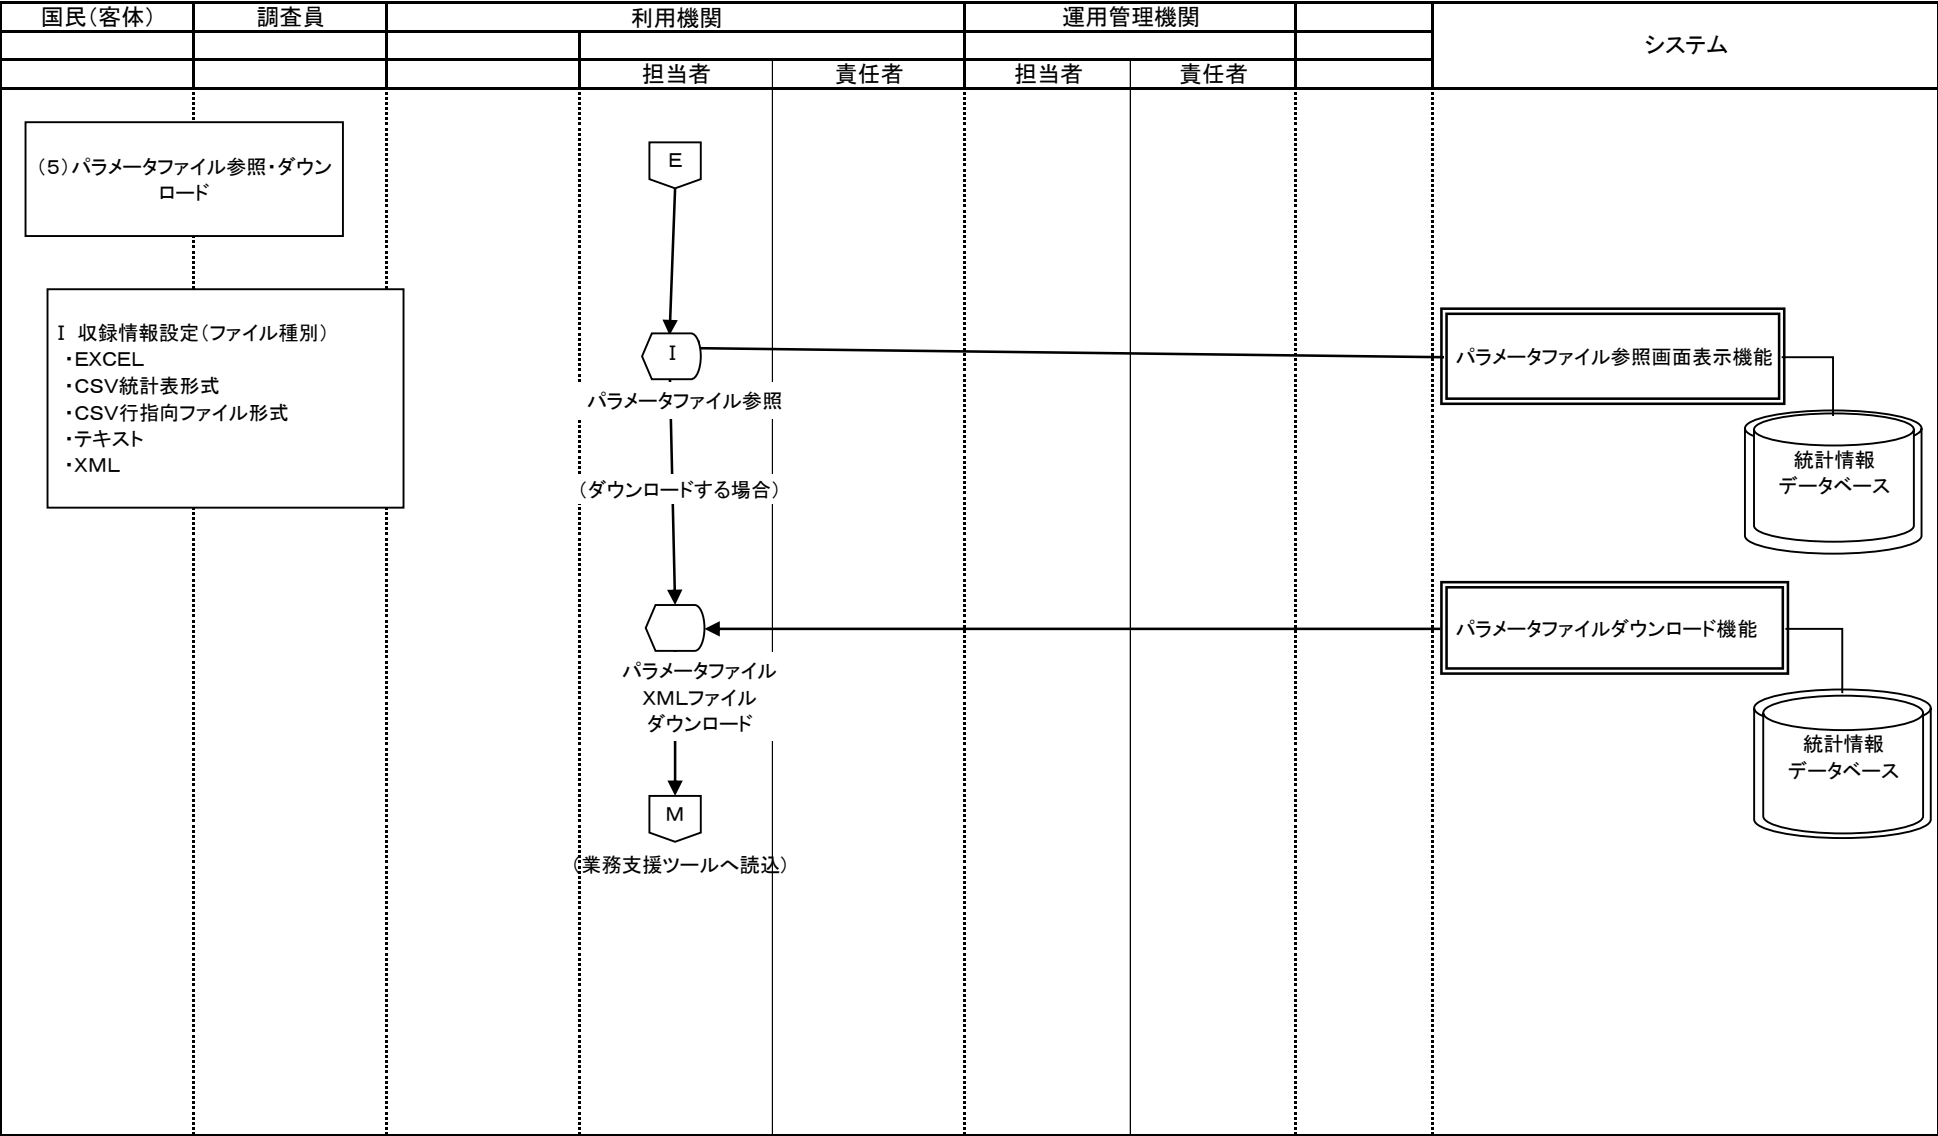 国民（客体）
調査員
利用機関
運用管理機関
システム
担当者
責任者
担当者
責任者
（５）パラメータファイル参照・ダウン
ロード
E
Ⅰ　収録情報設定（ファイル種別）
・EXCEL
・CSV統計表形式
・CSV行指向ファイル形式
・テキスト
・XML
Ⅰ
パラメータファイル参照
（ダウンロードする場合）
パラメータファイル参照画面表示機能
統計情報
データベース
パラメータファイルダウンロード機能
パラメータファイル
XMLファイル
ダウンロード
統計情報
データベース
M
（業務支援ツールへ読込）